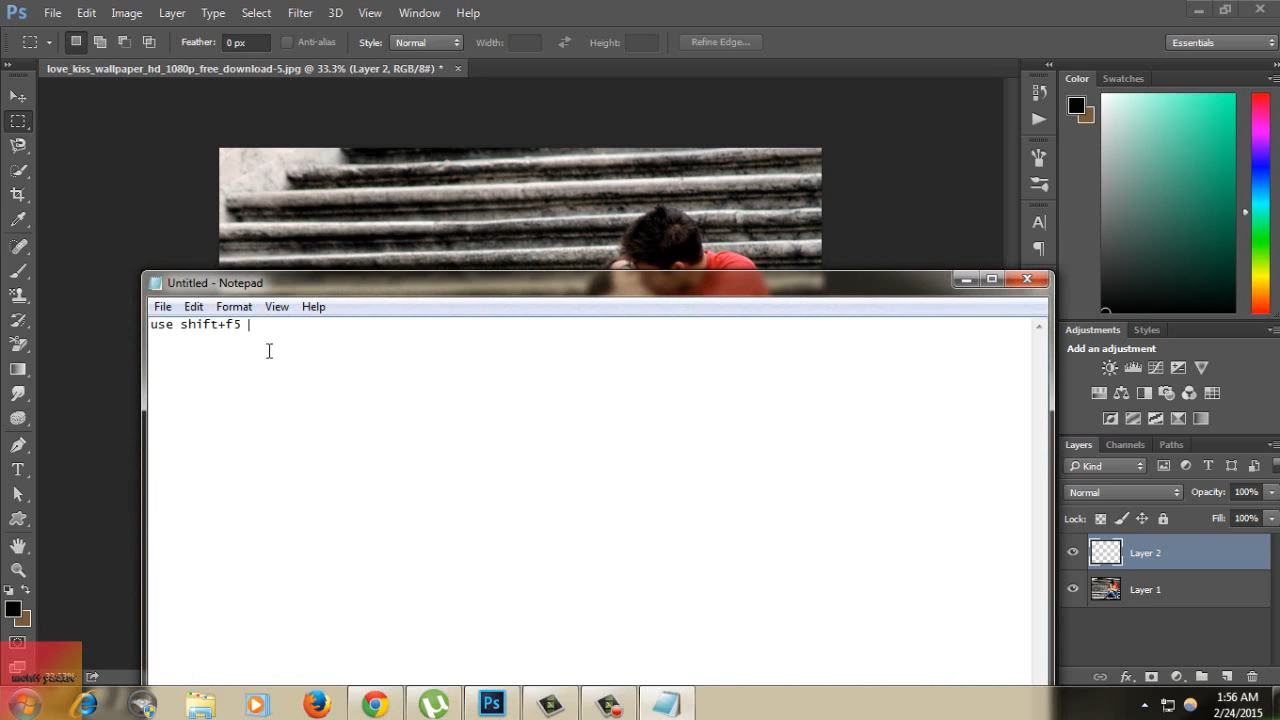 Ps File Edit Image Layer Type Select Filter 3D View Window Help
Feather: 0 px Anti-alias Style: Normal Width: Height: Refine Edge... Essentials
love_kiss_wallpaper_hd_1080p_free_download-5.jpg @ 33.3% (Layer 2, RGB/8#) *
Color Swatches
Untitled - Notepad
File Edit Format View Help
use shift+f5
Adjustments Styles
Add an adjustment
Layers Channels Paths
Kind
Normal Opacity: 100%
Lock: Fill: 100%
Layer 2
Layer 1
1:56 AM
2/24/2015